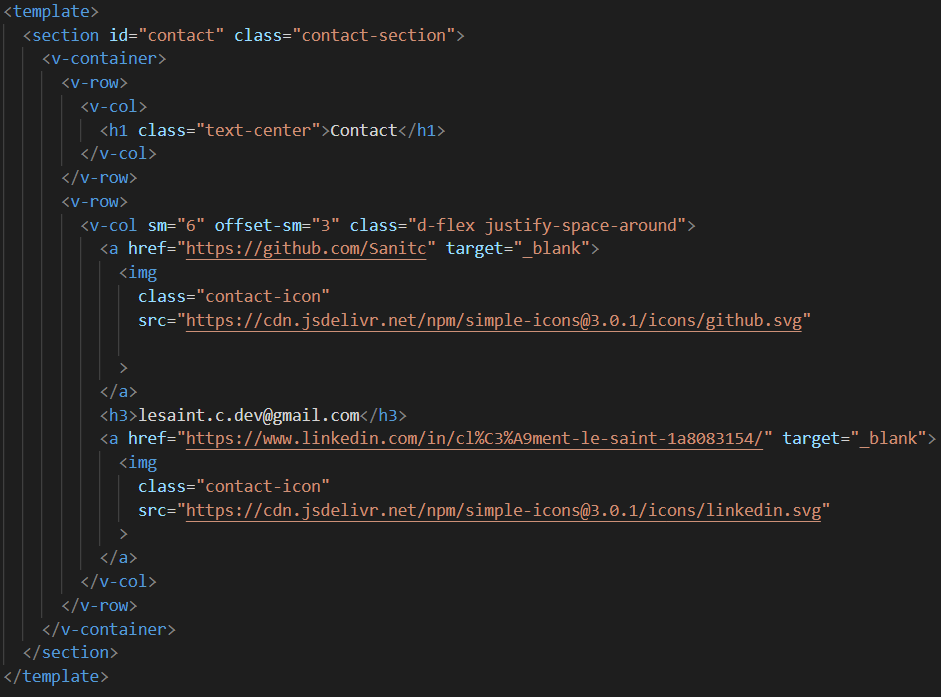 <template>
  <section id="contact" class="contact-section">
    <v-container>
      <v-row>
        <v-col>
          <h1 class="text-center">Contact</h1>
        </v-col>
      </v-row>
      <v-row>
        <v-col sm="6" offset-sm="3" class="d-flex justify-space-around">
          <a href="https://github.com/Sanitc" target="_blank">
            <img
              class="contact-icon"
              src="https://cdn.jsdelivr.net/npm/simple-icons@3.0.1/icons/github.svg"

            >
          </a>
          <h3>lesaint.c.dev@gmail.com</h3>
          <a href="https://www.linkedin.com/in/cl%C3%A9ment-le-saint-1a8083154/" target="_blank">
            <img
              class="contact-icon"
              src="https://cdn.jsdelivr.net/npm/simple-icons@3.0.1/icons/linkedin.svg"
            >
          </a>
        </v-col>
      </v-row>
    </v-container>
  </section>
</template>